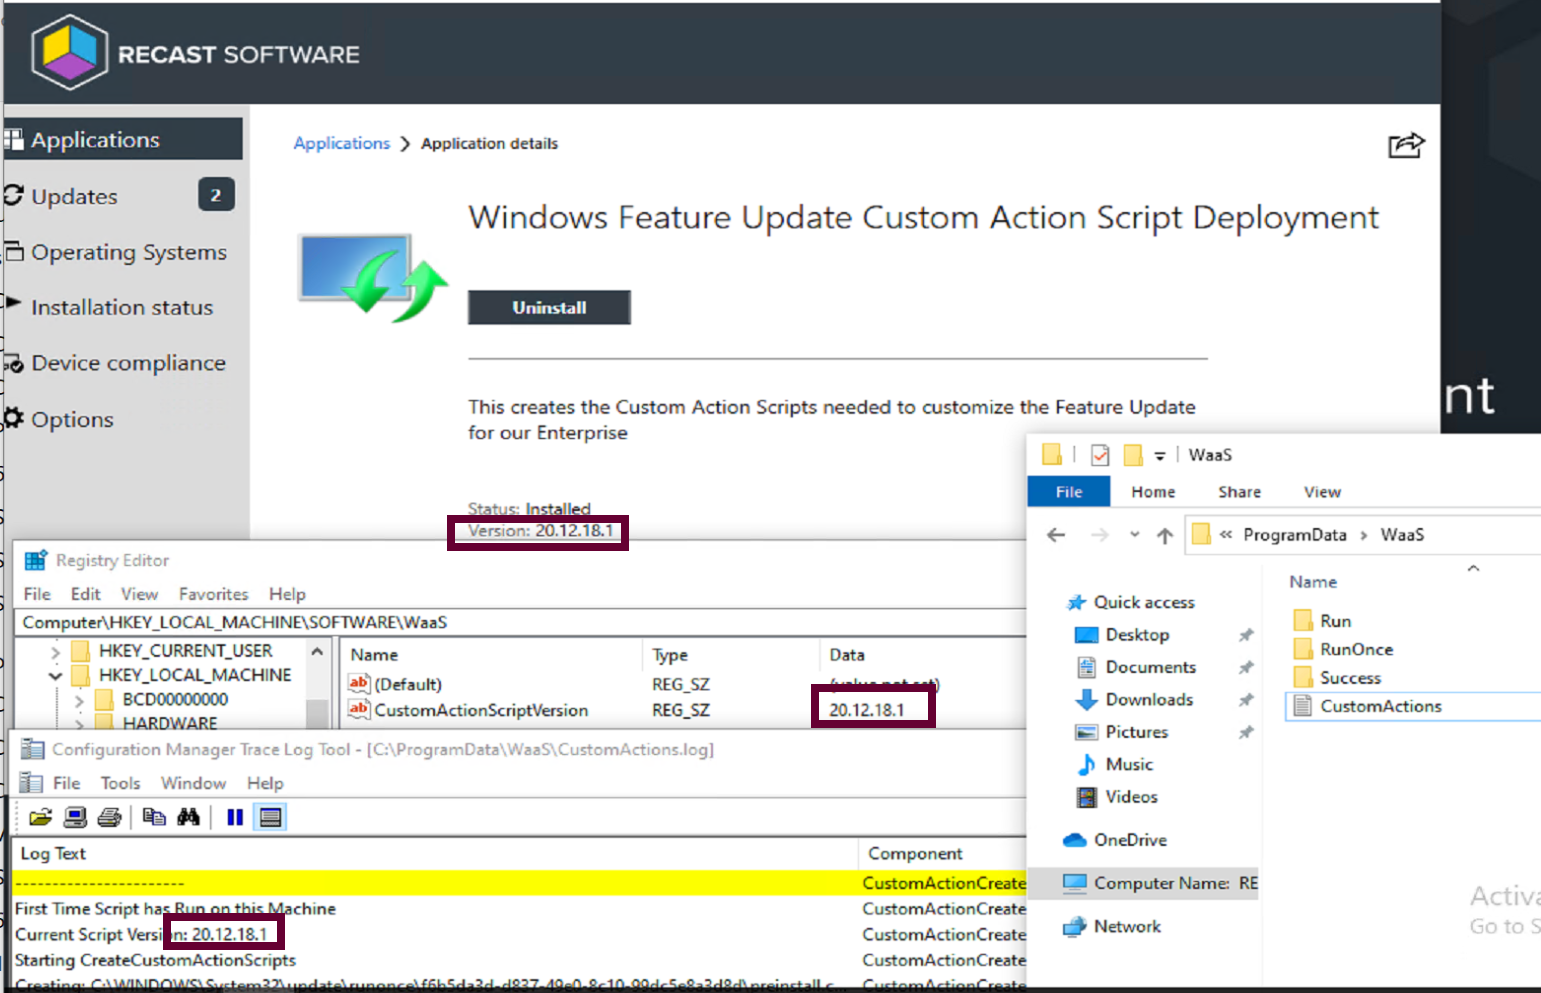 RECAST SOFTWARE
Applications
Updates 2
Operating Systems
Installation status
Device compliance
Options
Applications > Application details
Windows Feature Update Custom Action Script Deployment
Uninstall
This creates the Custom Action Scripts needed to customize the Feature Update
for our Enterprise
Status: Installed
Version: 20.12.18.1
nt
Registry Editor
File Edit View Favorites Help
Computer\HKEY_LOCAL_MACHINE\SOFTWARE\WaaS
HKEY_CURRENT_USER
HKEY_LOCAL_MACHINE
BCD00000000
HARDWARE
Name Type Data
(Default) REG_SZ (value not set)
CustomActionScriptVersion REG_SZ 20.12.18.1
Configuration Manager Trace Log Tool - [C:\ProgramData\WaaS\CustomActions.log]
File Tools Window Help
Log Text Component
----------------------- CustomActionCreate
First Time Script has Run on this Machine CustomActionCreate
Current Script Version: 20.12.18.1 CustomActionCreate
Starting CreateCustomActionScripts CustomActionCreate
Creating: C:\WINDOWS\System32\update\runonce\f6b5da3d-d837-49e0-8c10-99dc5e8a3d8d\preinstall.c... CustomActionCreate
WaaS
File Home Share View
« ProgramData > WaaS
Quick access
Desktop
Documents
Downloads
Pictures
Music
Videos
OneDrive
Computer Name: RE
Network
Name
Run
RunOnce
Success
CustomActions
Activa
Go to S